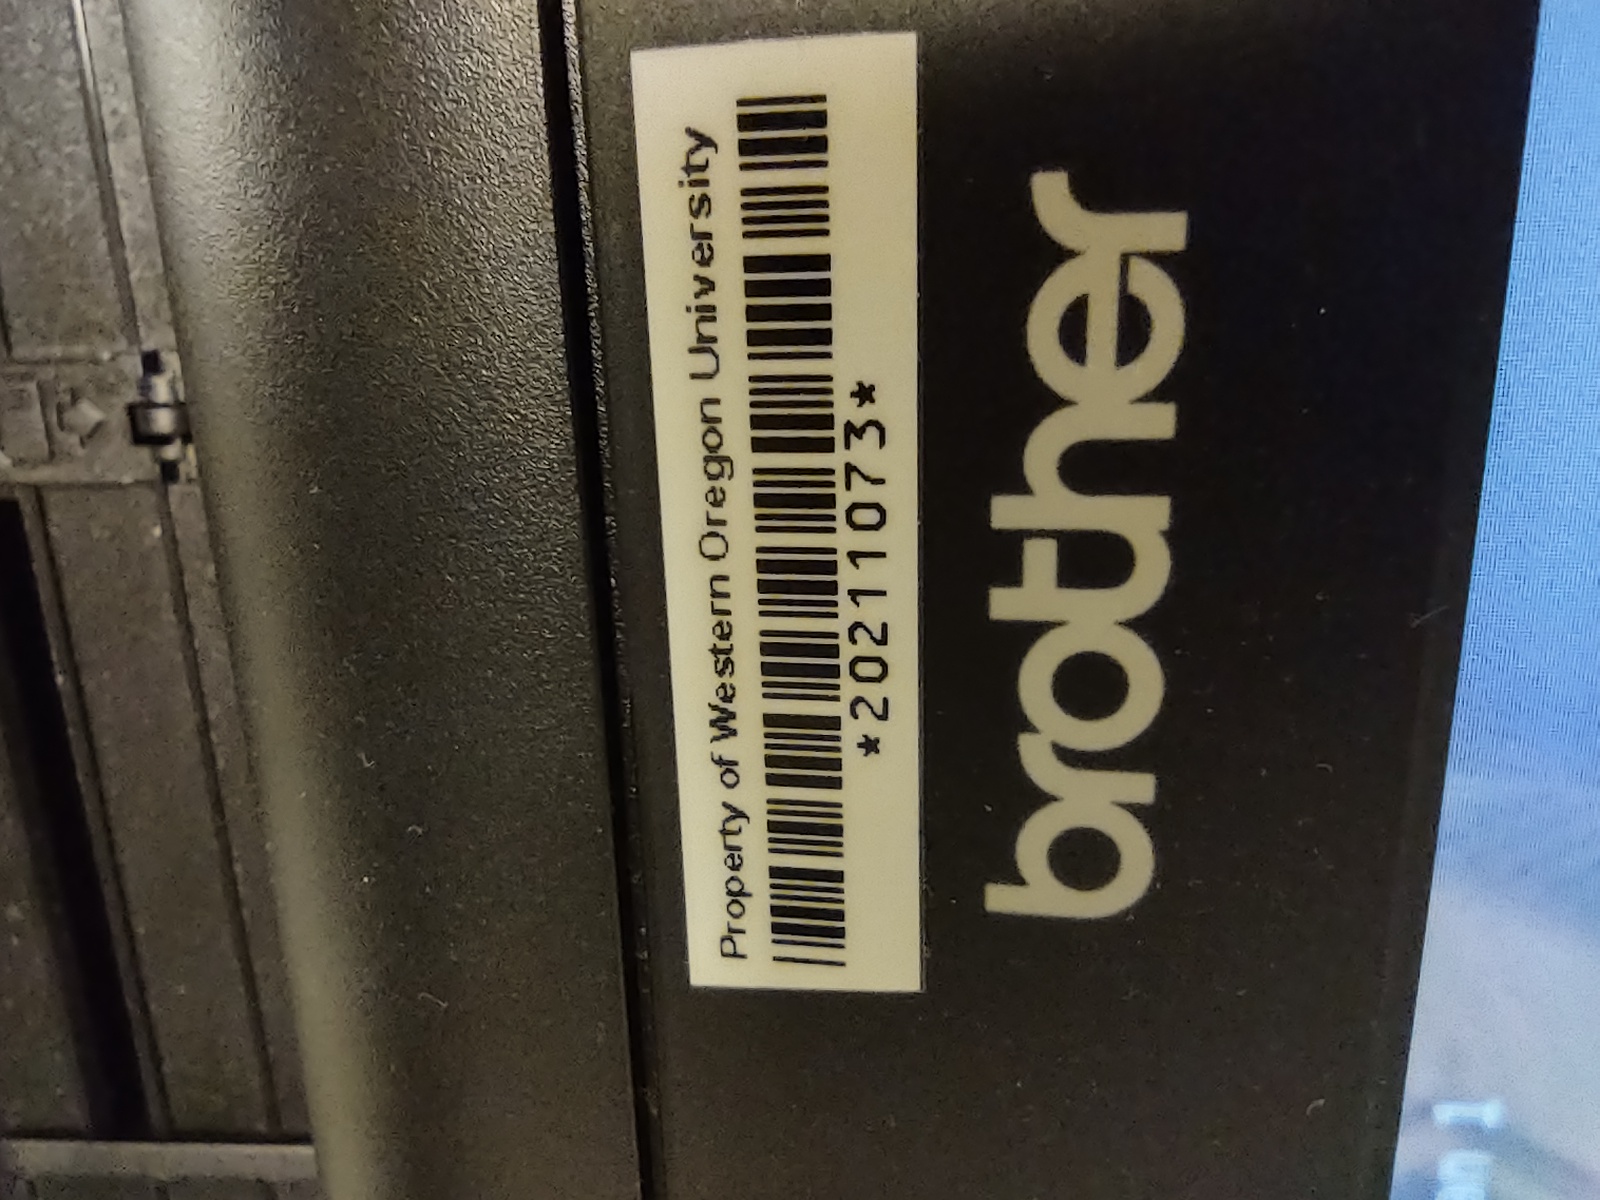 Property of Western Oregon University
*20211073*
brother